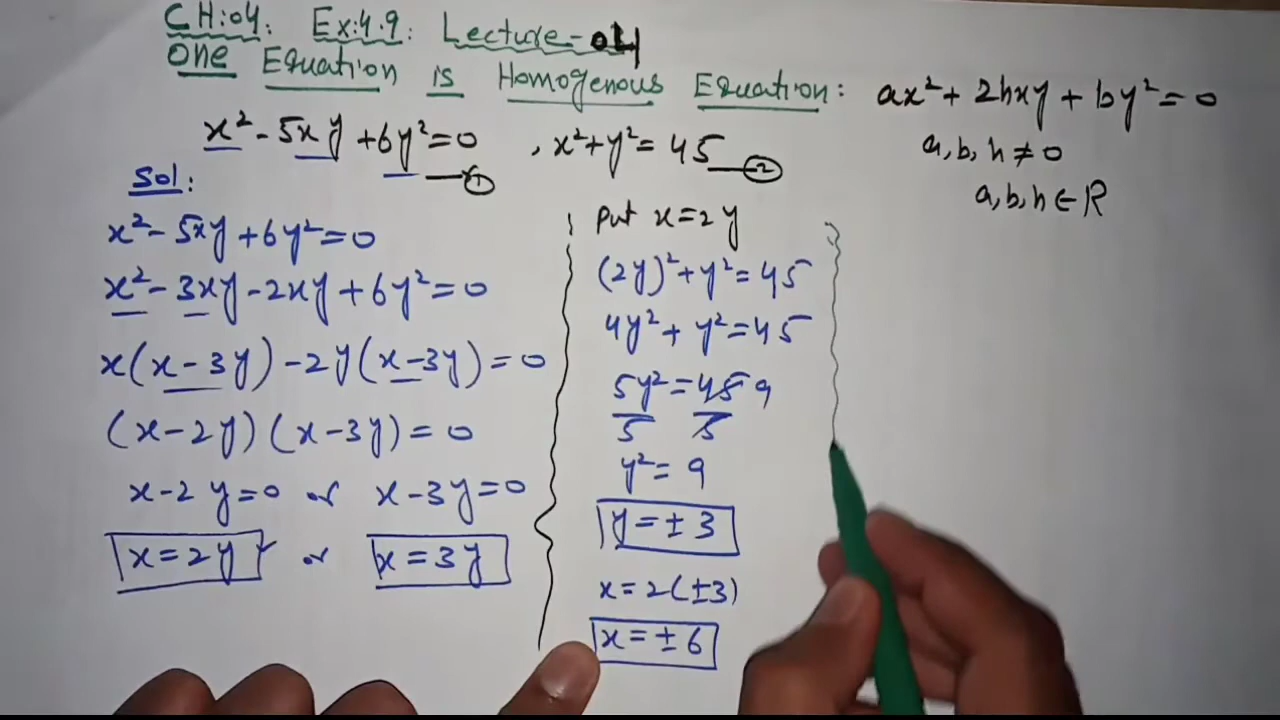 CH:04: Ex:4.9: Lecture-04
One Equation is Homogenous Equation: ax² + 2hxy + by² = 0
a, b, h ≠ 0
a, b, h ∈ R
x² - 5xy + 6y² = 0 —①, x² + y² = 45 —②
Sol:
x² - 5xy + 6y² = 0
x² - 3xy - 2xy + 6y² = 0
x(x - 3y) - 2y(x - 3y) = 0
(x - 2y)(x - 3y) = 0
x - 2y = 0 or x - 3y = 0
x = 2y or x = 3y
put x = 2y
(2y)² + y² = 45
4y² + y² = 45
5y² = 45 9
5 5
y² = 9
y = ± 3
x = 2(±3)
x = ± 6